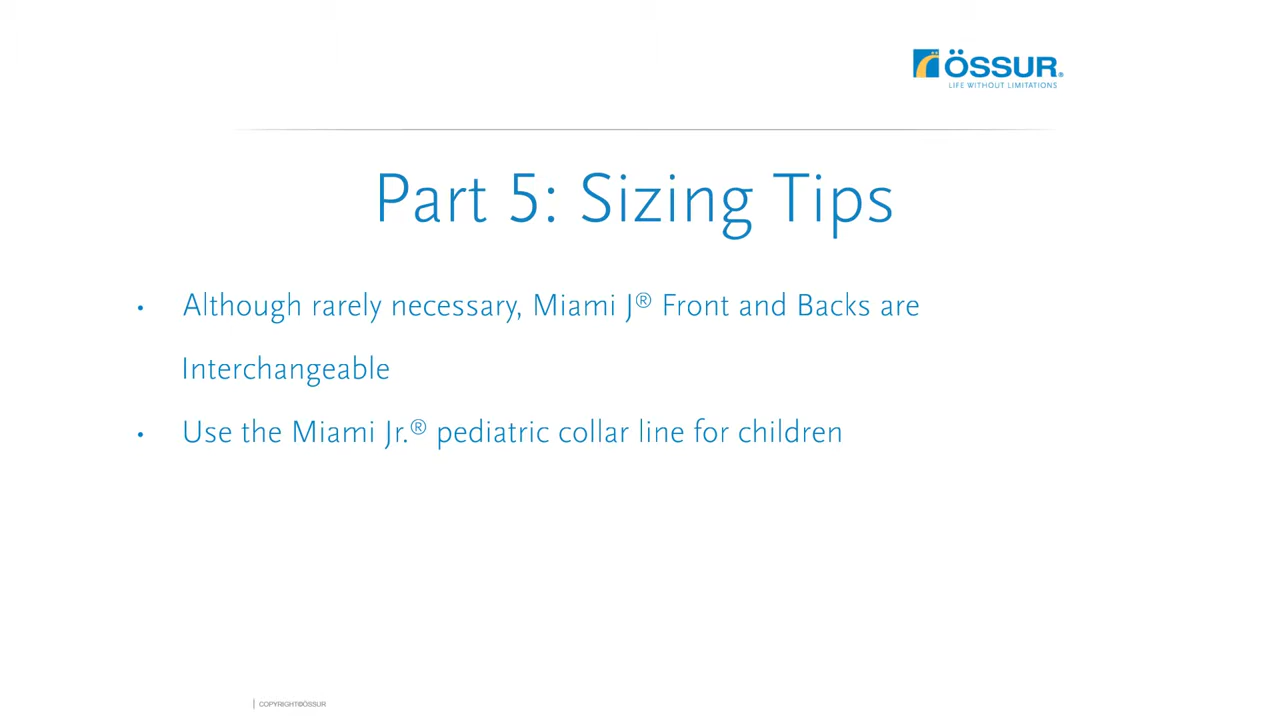 ÖSSUR®
LIFE WITHOUT LIMITATIONS
Part 5: Sizing Tips
• Although rarely necessary, Miami J® Front and Backs are
Interchangeable
• Use the Miami Jr.® pediatric collar line for children
COPYRIGHT©ÖSSUR